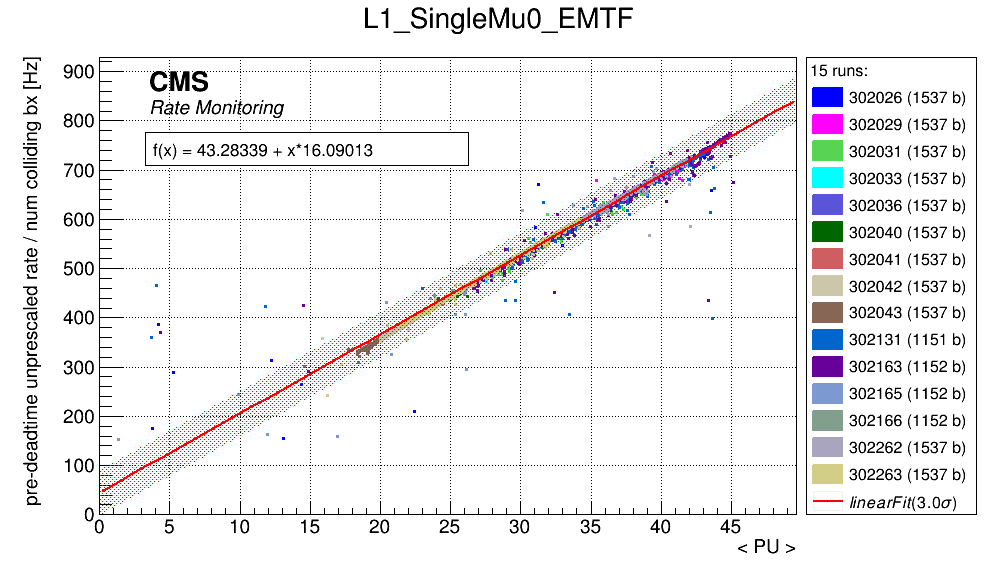 L1_SingleMu0_EMTF
pre-deadtime unprescaled rate / num colliding bx [Hz]
900
800
700
600
500
400
300
200
100
0
CMS
Rate Monitoring
f(x) = 43.28339 + x*16.09013
0 5 10 15 20 25 30 35 40 45
< PU >
15 runs:
302026 (1537 b)
302029 (1537 b)
302031 (1537 b)
302033 (1537 b)
302036 (1537 b)
302040 (1537 b)
302041 (1537 b)
302042 (1537 b)
302043 (1537 b)
302131 (1151 b)
302163 (1152 b)
302165 (1152 b)
302166 (1152 b)
302262 (1537 b)
302263 (1537 b)
linearFit(3.0σ)